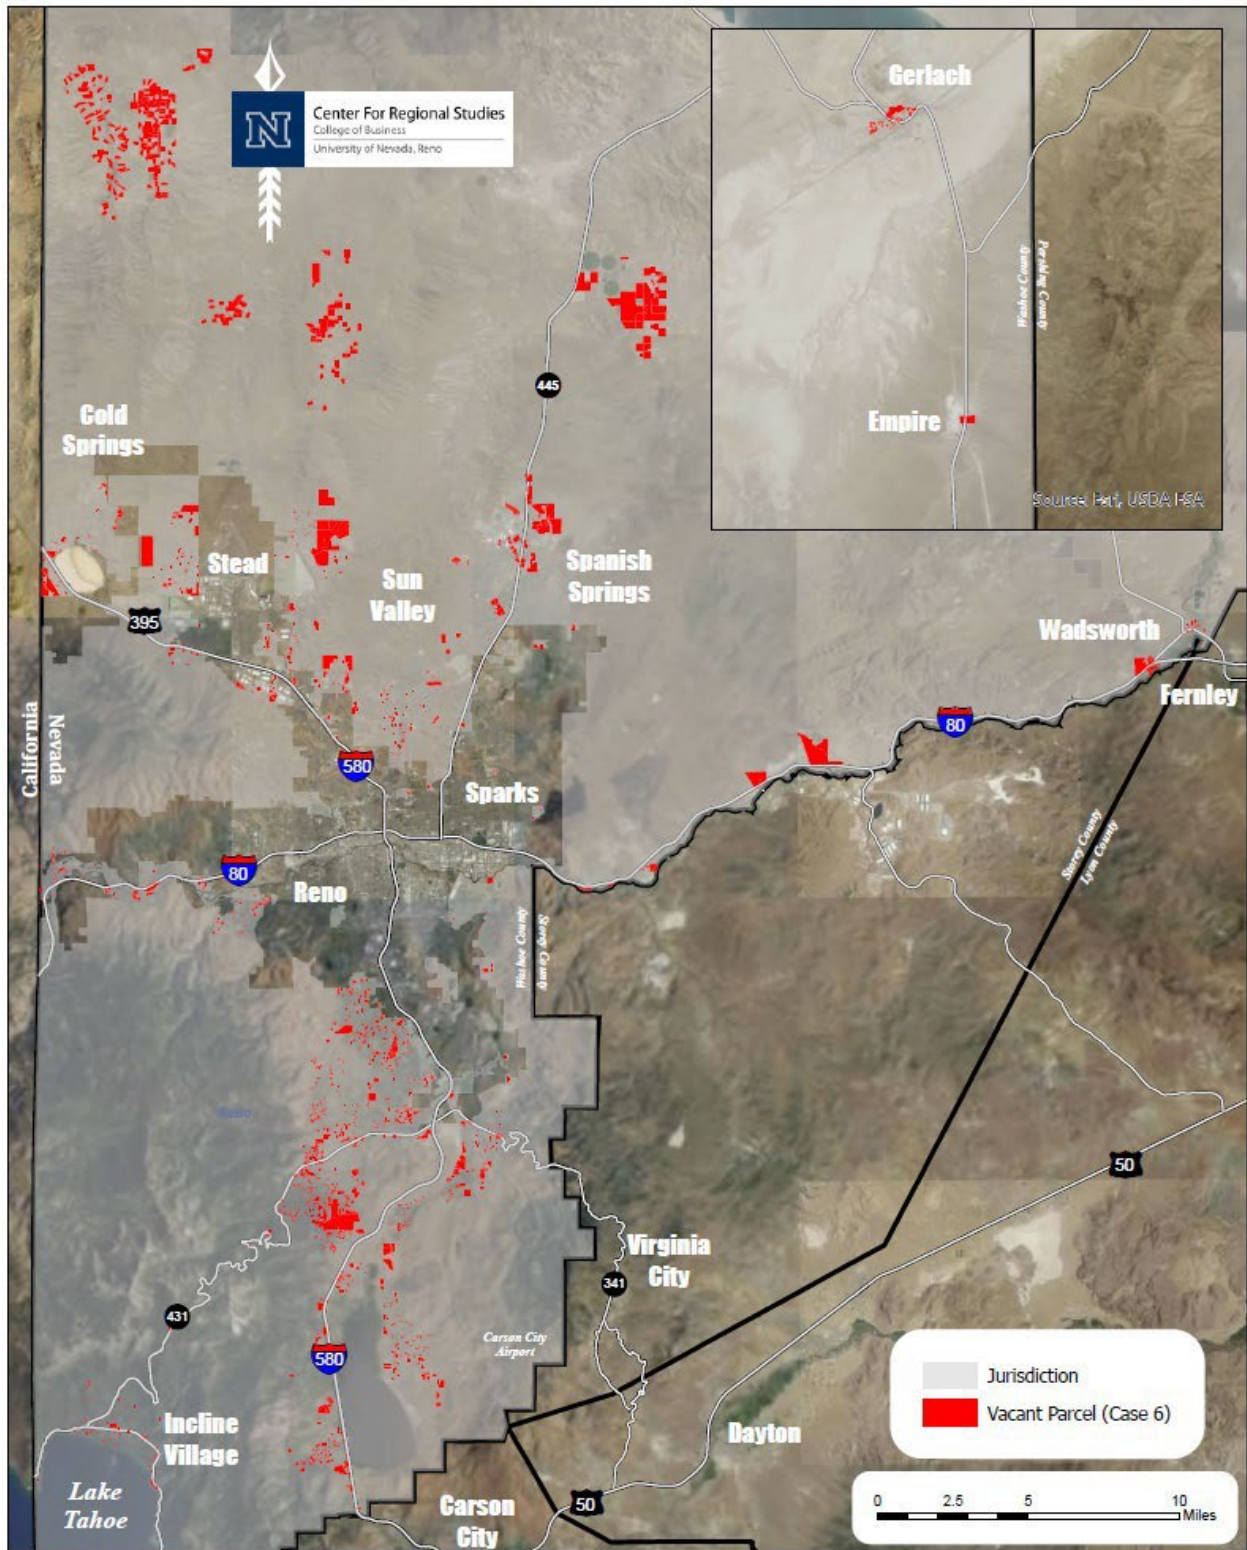 N
Center For Regional Studies
College of Business
University of Nevada, Reno
Gerlach
Washoe County
Pershing County
Empire
Source: Esri, USDA FSA
445
Cold
Springs
Stead
Sun
Valley
Spanish
Springs
395
Wadsworth
Fernley
California
Nevada
580
80
Sparks
80
Reno
Storey County
Lyon County
Washoe County
Storey County
Reno
50
Virginia
City
341
431
Carson City
Airport
580
Jurisdiction
Vacant Parcel (Case 6)
Incline
Village
Dayton
Lake
Tahoe
Carson
City
50
0 2.5 5 10
Miles